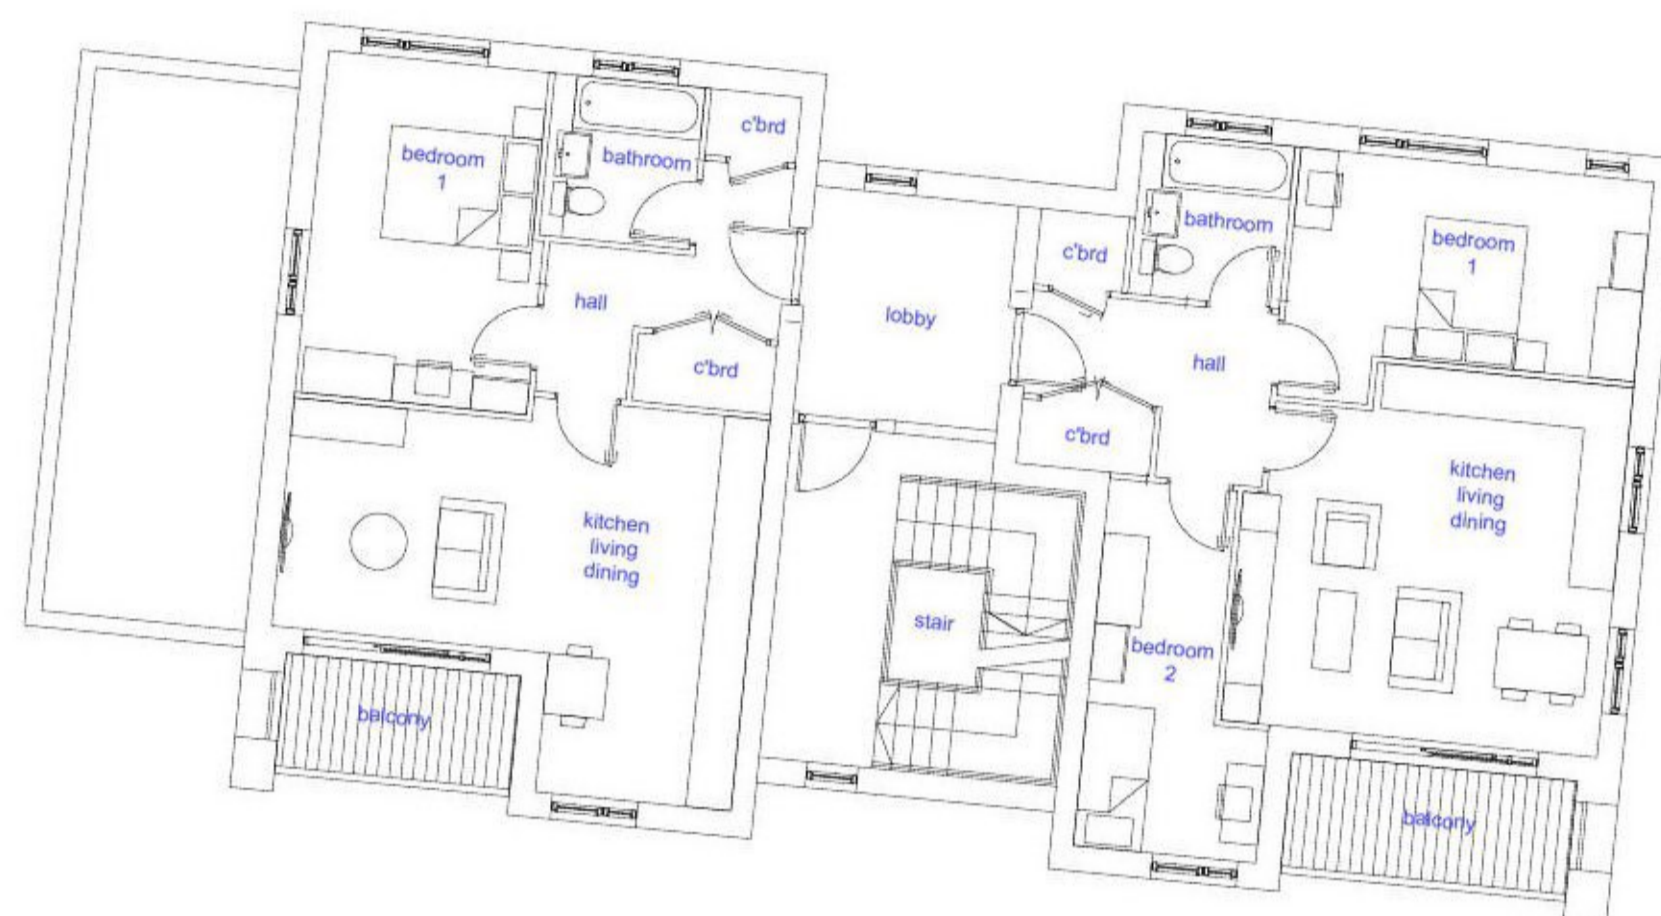 bedroom
1
bathroom
c'brd
hall
c'brd
kitchen
living
dining
balcony
lobby
stair
c'brd
bathroom
bedroom
1
hall
c'brd
kitchen
living
dining
bedroom
2
balcony